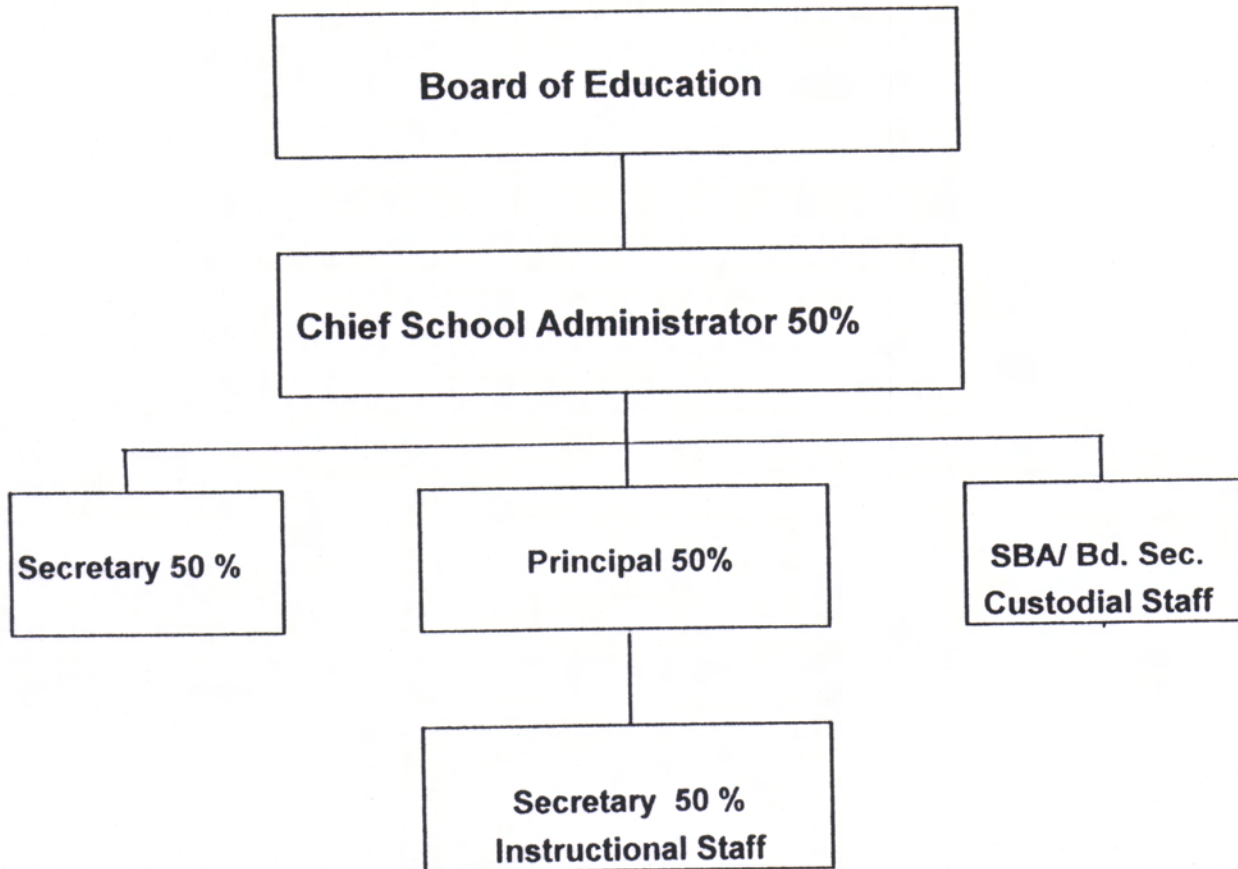 Board of Education
Chief School Administrator 50%
Secretary 50 %
Principal 50%
SBA/ Bd. Sec.
Custodial Staff
Secretary 50 %
Instructional Staff